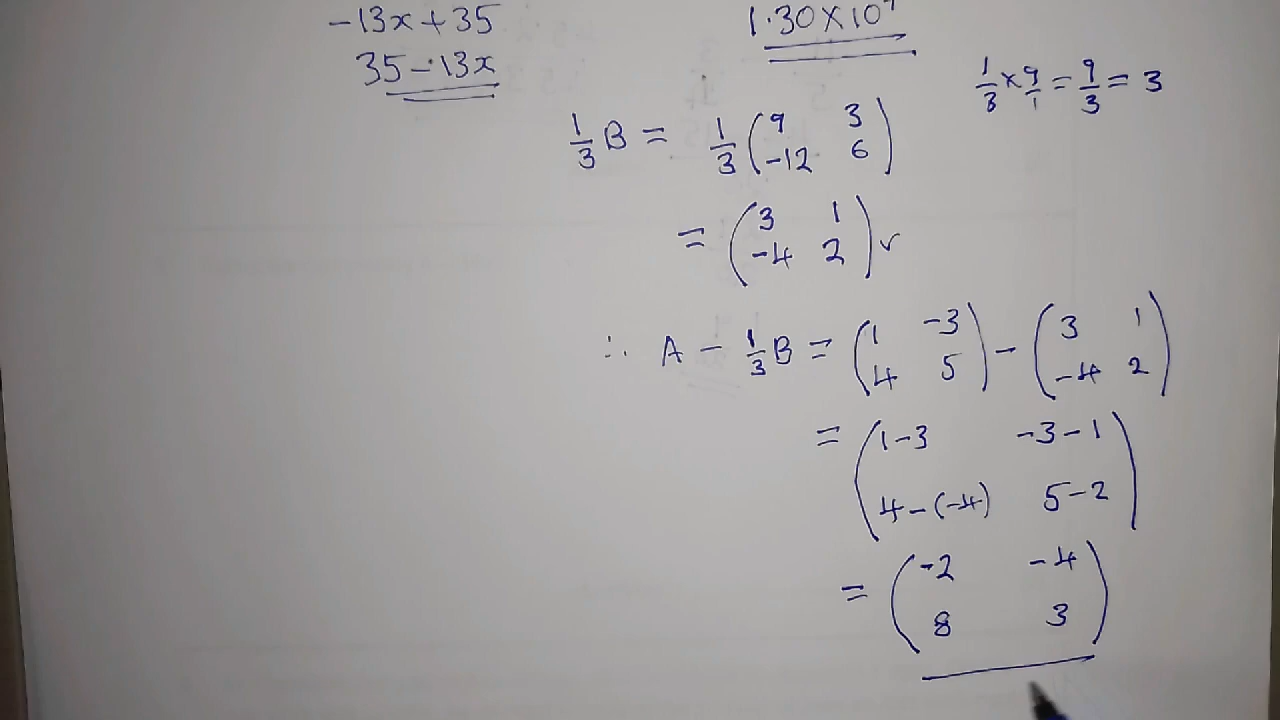 -13x + 35
35 - 13x
1.30 × 10
1/3 × 9/1 = 9/3 = 3
1/3 B = 1/3 ( 9 3
-12 6 )
= ( 3 1
-4 2 ) ✓
∴ A - 1/3 B = ( 1 -3
4 5 ) - ( 3 1
-4 2 )
= ( 1-3 -3-1
4-(-4) 5-2 )
= ( -2 -4
8 3 )